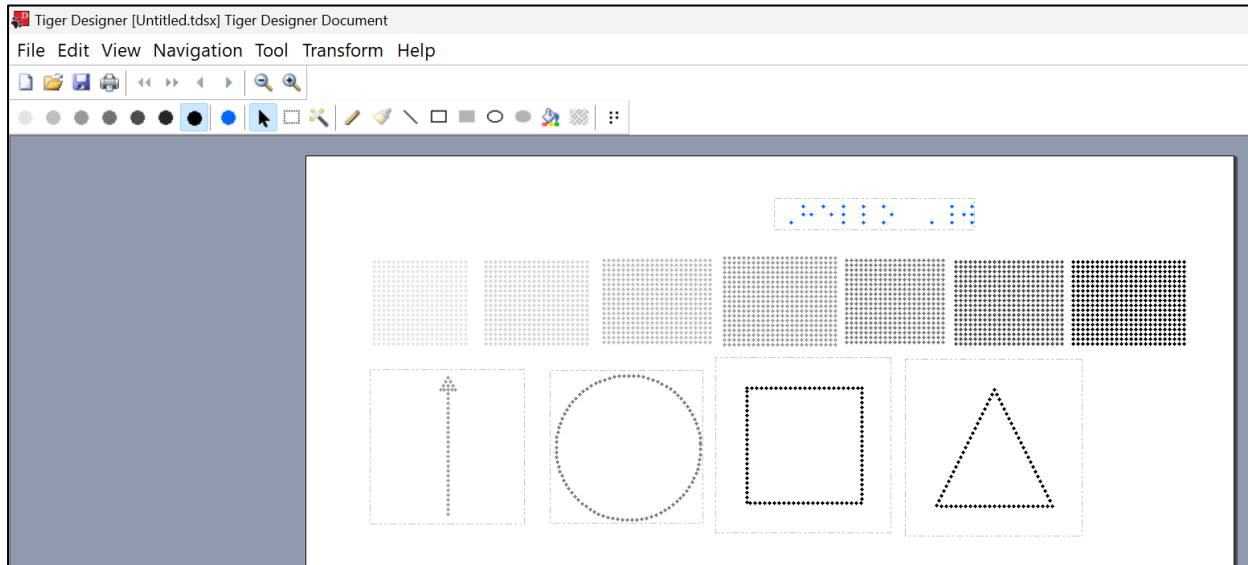 Tiger Designer [Untitled.tdsx] Tiger Designer Document
File Edit View Navigation Tool Transform Help
⠠⠓⠑⠇⠇⠕ ⠠⠸⠺